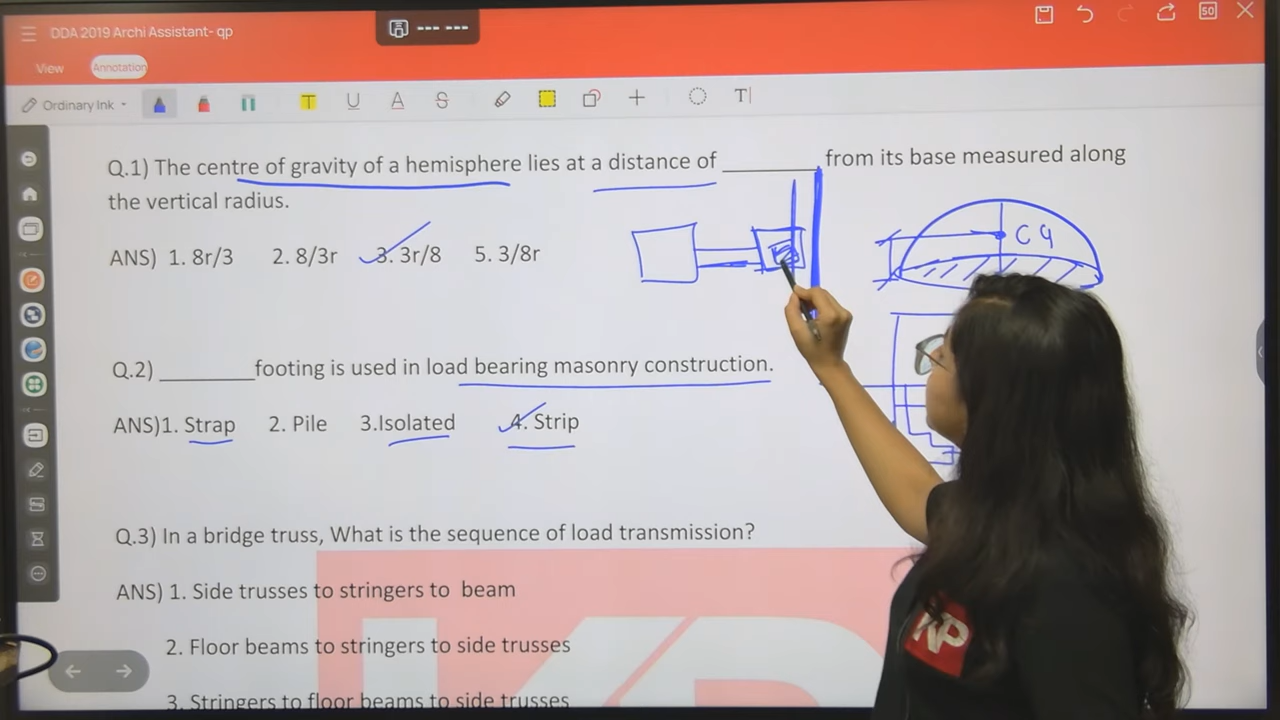 DDA 2019 Archi Assistant- qp
50
View Annotation
Ordinary Ink T U A S T
Q.1) The centre of gravity of a hemisphere lies at a distance of ________ from its base measured along
the vertical radius.
CG
ANS) 1. 8r/3 2. 8/3r 3. 3r/8 5. 3/8r
Q.2) ________footing is used in load bearing masonry construction.
ANS)1. Strap 2. Pile 3.Isolated 4. Strip
Q.3) In a bridge truss, What is the sequence of load transmission?
ANS) 1. Side trusses to stringers to beam
2. Floor beams to stringers to side trusses
3. Stringers to floor beams to side trusses
KP